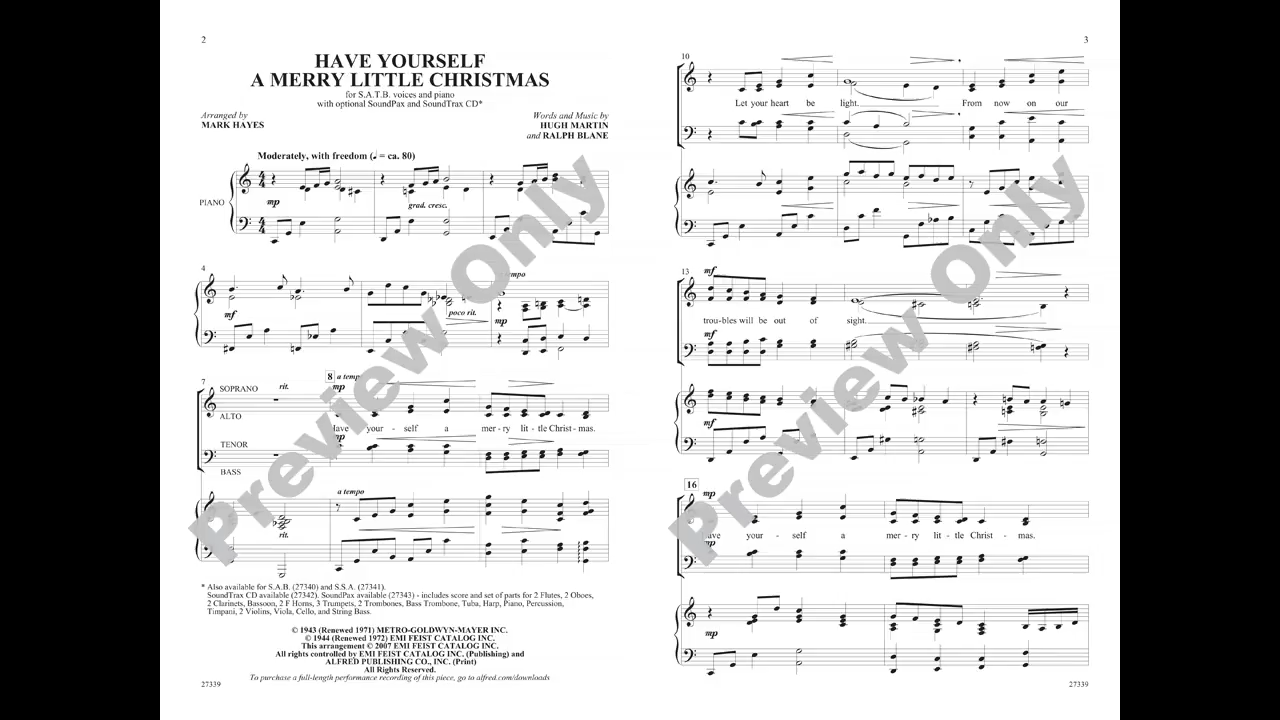 2
HAVE YOURSELF
A MERRY LITTLE CHRISTMAS
for S.A.T.B. voices and piano
with optional SoundPax and SoundTrax CD*
Arranged by
MARK HAYES
Words and Music by
HUGH MARTIN
and RALPH BLANE
Moderately, with freedom (♩ = ca. 80)
PIANO
mp
grad. cresc.
4
mf
poco rit.
a tempo
mp
7
SOPRANO
rit.
8
a tempo
mp
ALTO
Have your - self a mer - ry lit - tle Christ - mas.
TENOR
mp
BASS
a tempo
rit.
* Also available for S.A.B. (27340) and S.S.A. (27341).
SoundTrax CD available (27342). SoundPax available (27343) - includes score and set of parts for 2 Flutes, 2 Oboes,
2 Clarinets, Bassoon, 2 F Horns, 3 Trumpets, 2 Trombones, Bass Trombone, Tuba, Harp, Piano, Percussion,
Timpani, 2 Violins, Viola, Cello, and String Bass.
© 1943 (Renewed 1971) METRO-GOLDWYN-MAYER INC.
© 1944 (Renewed 1972) EMI FEIST CATALOG INC.
This arrangement © 2007 EMI FEIST CATALOG INC.
All rights controlled by EMI FEIST CATALOG INC. (Publishing) and
ALFRED PUBLISHING CO., INC. (Print)
All Rights Reserved.
To purchase a full-length performance recording of this piece, go to alfred.com/downloads
27339
Preview Only
3
10
Let your heart be light. From now on our
13
mf
trou - bles will be out of sight.
mf
mf
16
mp
Have your - self a mer - ry lit - tle Christ - mas.
mp
mp
27339
Preview Only